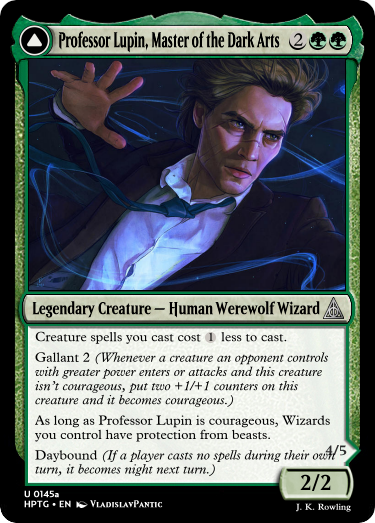 Professor Lupin, Master of the Dark Arts 2
Legendary Creature — Human Werewolf Wizard
Creature spells you cast cost 1 less to cast.
Gallant 2 (Whenever a creature an opponent controls
with greater power enters or attacks and this creature
isn't courageous, put two +1/+1 counters on this
creature and it becomes courageous.)
As long as Professor Lupin is courageous, Wizards
you control have protection from beasts.
Daybound (If a player casts no spells during their own
turn, it becomes night next turn.)
4/5
2/2
U 0145a
HPTG • EN VladislavPantic
J. K. Rowling